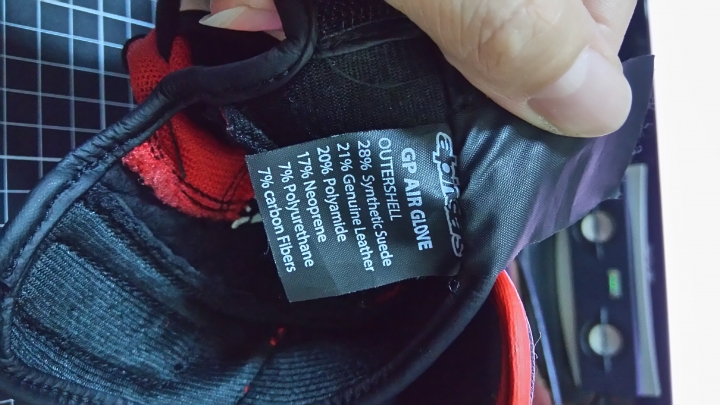 GP AIR GLOVE
OUTERSHELL
28% Synthetic Suede
21% Genuine Leather
20% Polyamide
17% Neoprene
7% Polyurethane
7% carbon Fibers